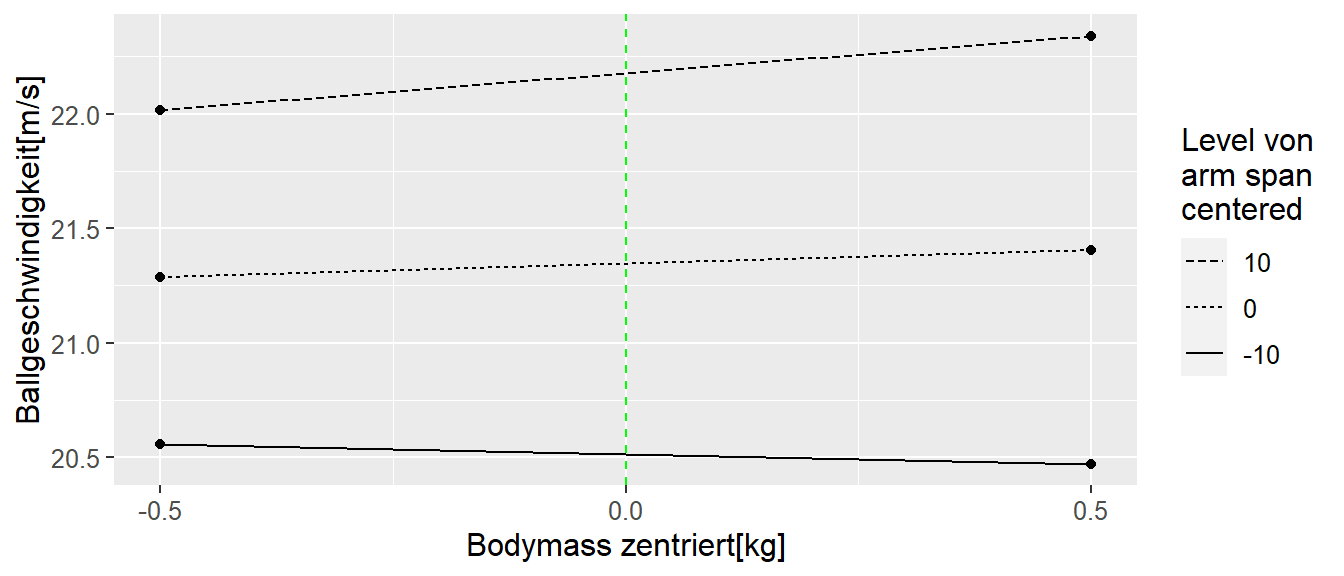 Ballgeschwindigkeit[m/s]
22.0
21.5
21.0
20.5
-0.5
0.0
0.5
Bodymass zentriert[kg]
Level von
arm span
centered
10
0
-10